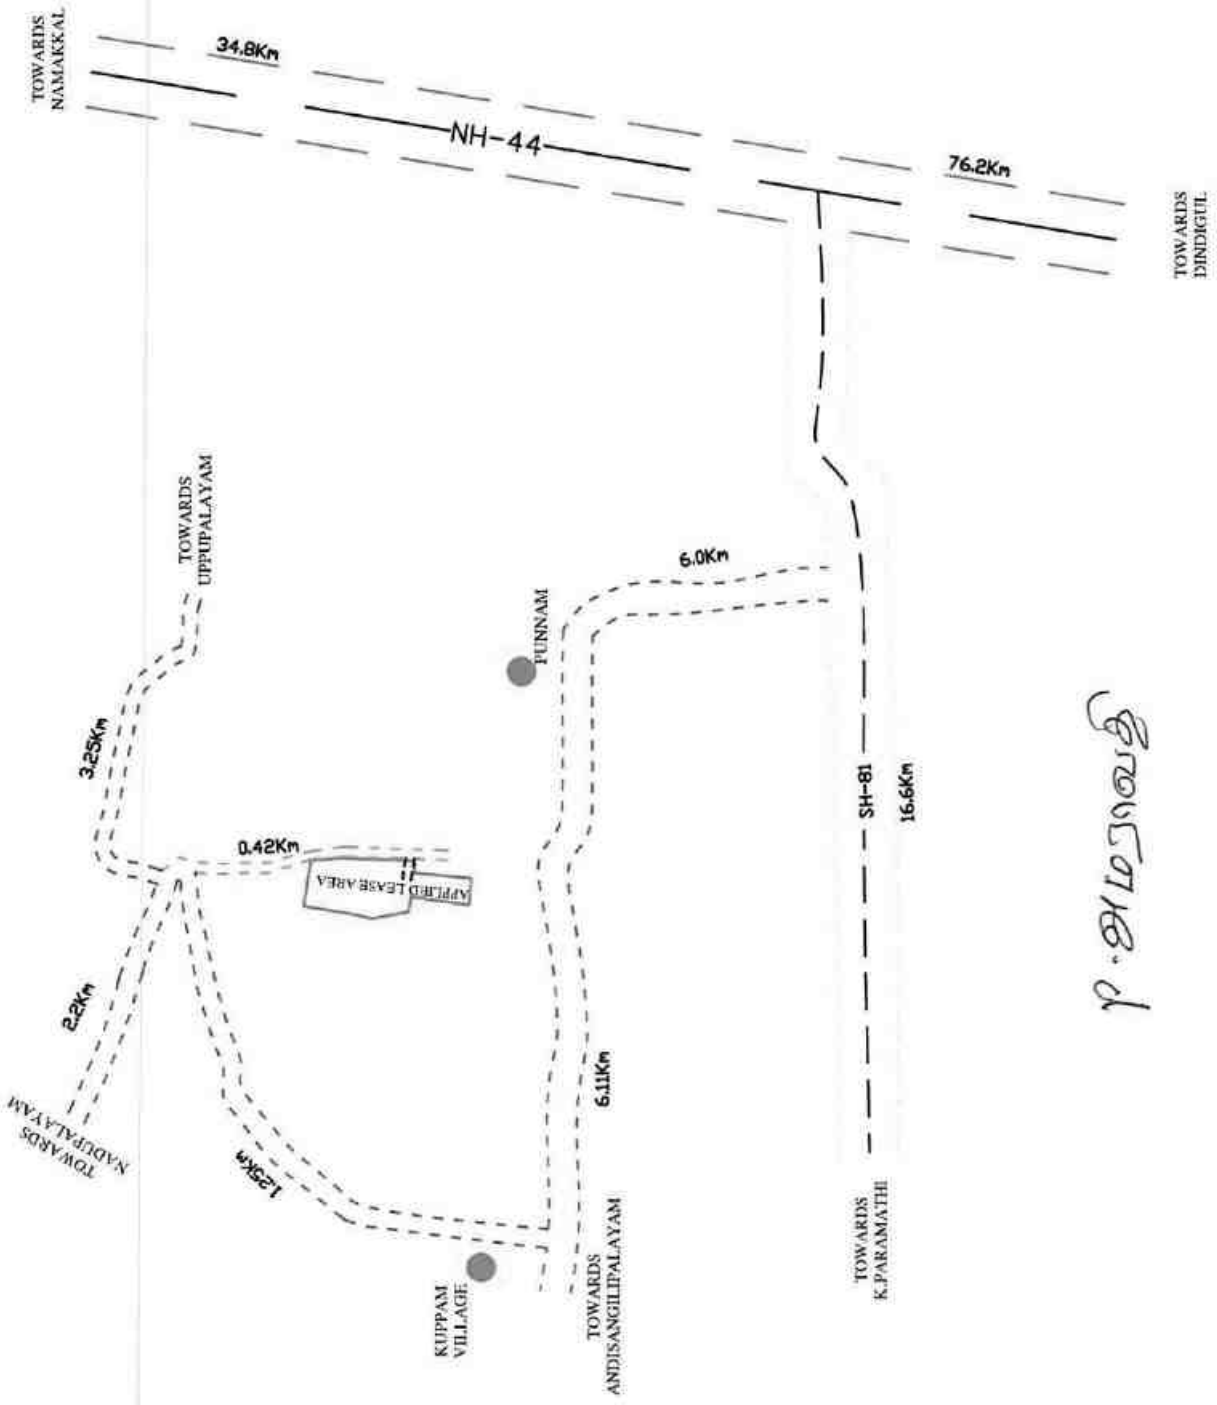 TOWARDS
NAMAKKAL
34.8Km
NH-44
76.2Km
TOWARDS
DINDIGUL
TOWARDS
UPPUPALAYAM
3.25Km
0.42Km
APPLIED LEASE AREA
2.2Km
TOWARDS
NADUPALAYAM
1.25Km
KUPPAM
VILLAGE
PUNNAM
6.0Km
6.11Km
TOWARDS
ANDISANGILIPALAYAM
SH-81
16.6Km
TOWARDS
K.PARAMATHI